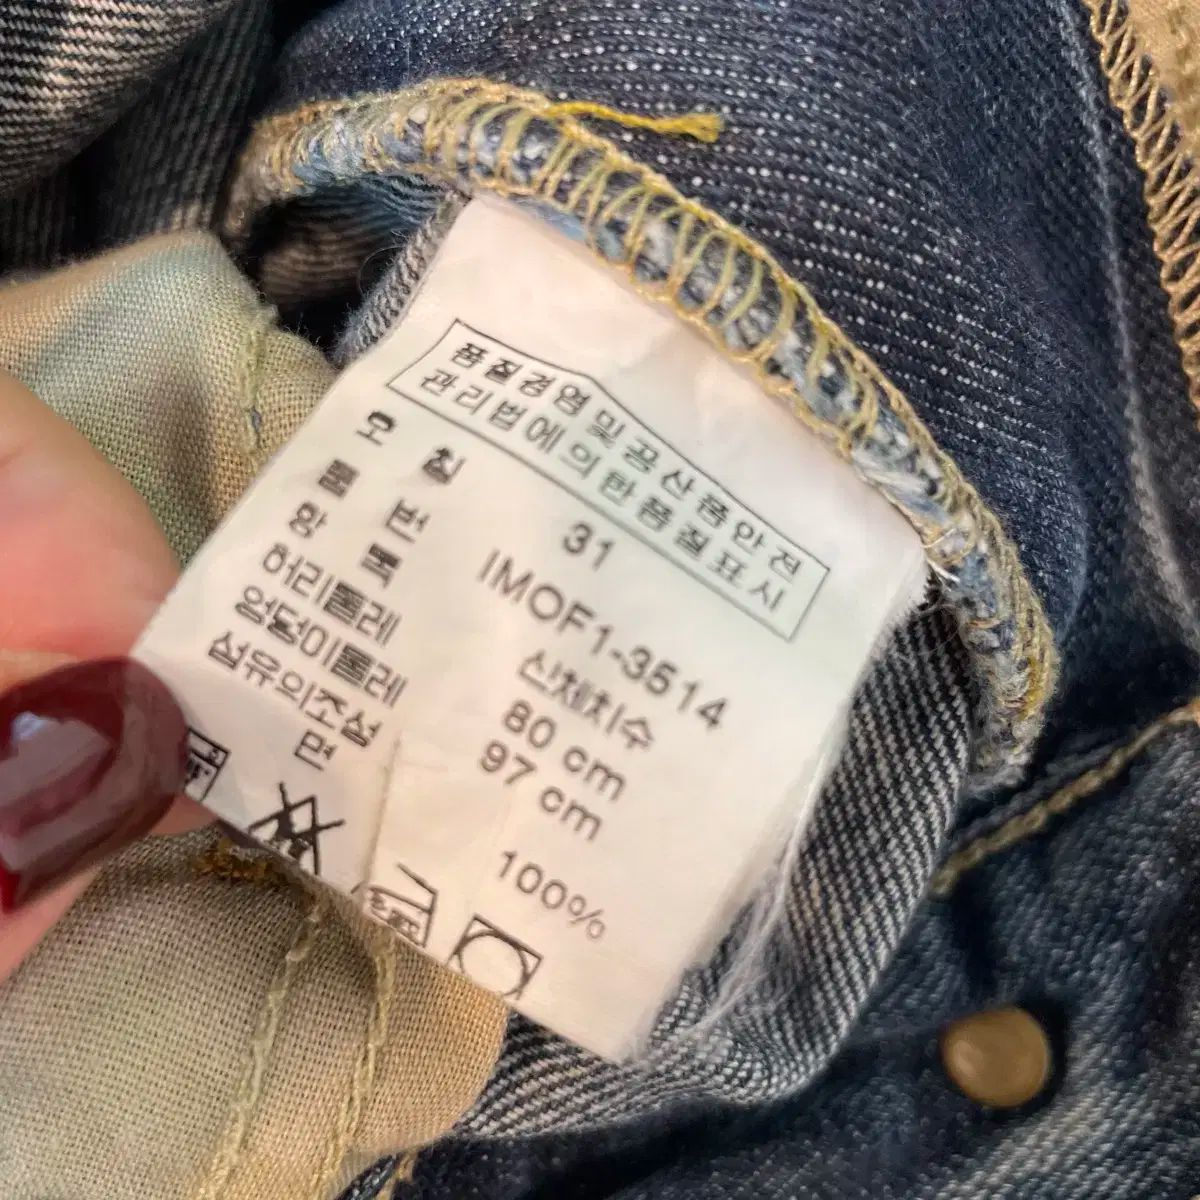 품질경영및공산품안전
관리법에의한품질표시
호 칭 31
품 번 IMOF1-3514
항 목 신체치수
허리둘레 80 cm
엉덩이둘레 97 cm
섬유의조성
면 100%